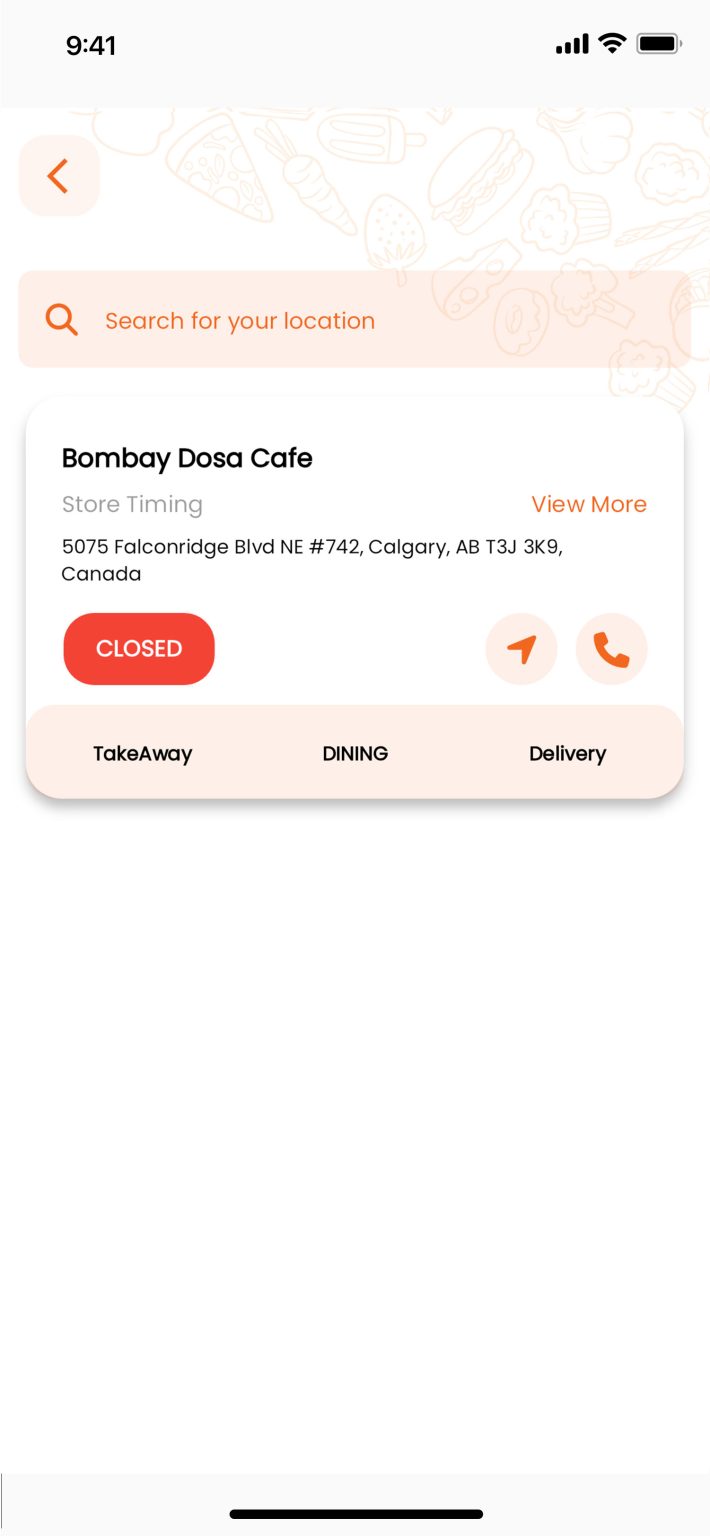 9:41
Search for your location
Bombay Dosa Cafe
Store Timing View More
5075 Falconridge Blvd NE #742, Calgary, AB T3J 3K9,
Canada
CLOSED
TakeAway DINING Delivery